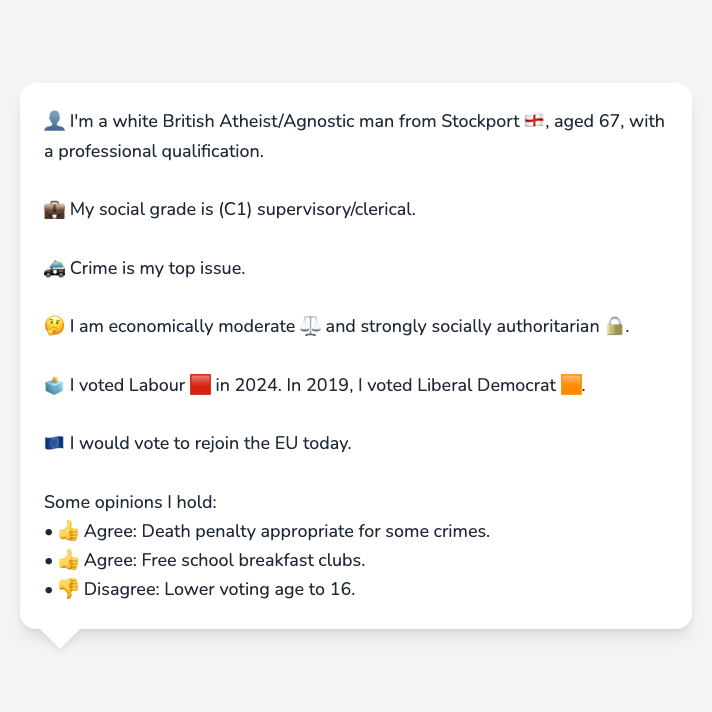 👤 I'm a white British Atheist/Agnostic man from Stockport 🏴󠁧󠁢󠁥󠁮󠁧󠁿, aged 67, with
a professional qualification.
💼 My social grade is (C1) supervisory/clerical.
🚓 Crime is my top issue.
🤔 I am economically moderate ⚖️ and strongly socially authoritarian 🔒.
🗳️ I voted Labour 🟥 in 2024. In 2019, I voted Liberal Democrat 🟧.
🇪🇺 I would vote to rejoin the EU today.
Some opinions I hold:
• 👍 Agree: Death penalty appropriate for some crimes.
• 👍 Agree: Free school breakfast clubs.
• 👎 Disagree: Lower voting age to 16.